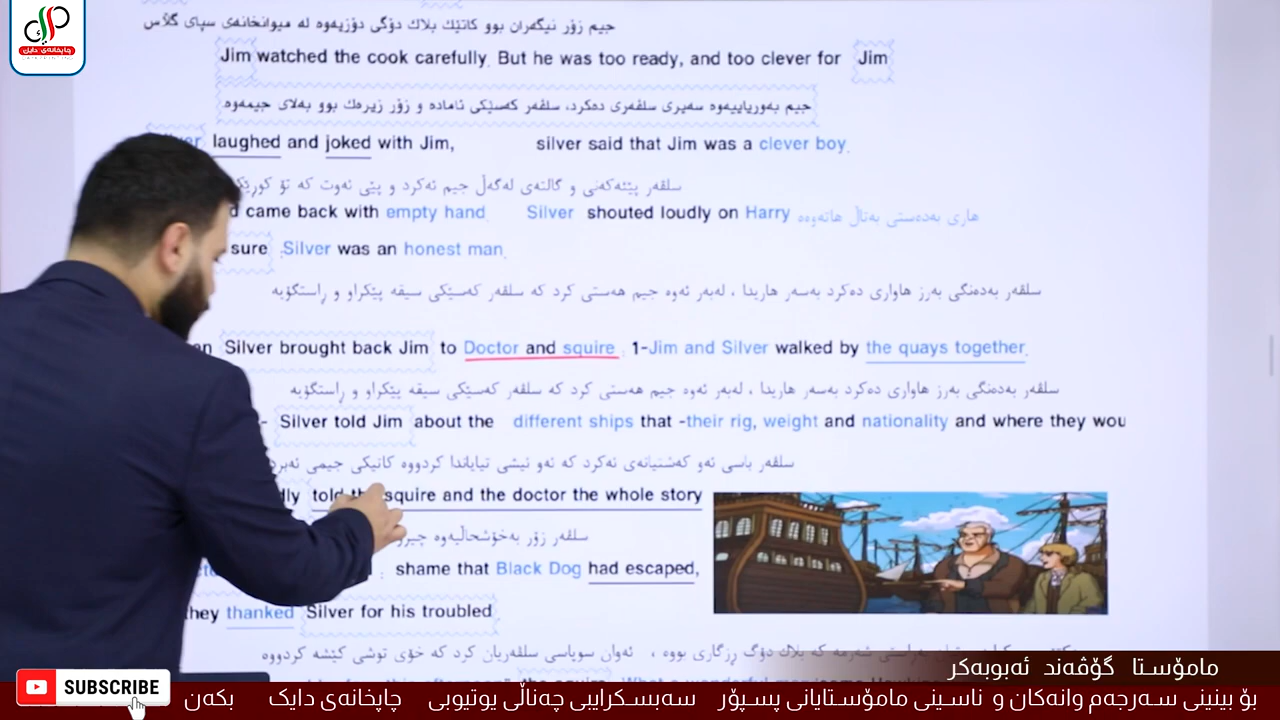 جیم زۆر نیگەران بوو کاتێك بلاك دۆگی دۆزیەوە لە میوانخانەی سپای گڵاس
Jim watched the cook carefully. But he was too ready, and too clever for Jim
جیم بەوریاییەوە سەیری سلڤەری دەکرد، سلڤەر کەسێکی ئامادە و زۆر زیرەك بوو بەلای جیمەوە
laughed and joked with Jim, silver said that Jim was a clever boy.
سلڤەر پێئەکەنی و گاڵتەی لەگەڵ جیم ئەکرد و پێی ئەوت کە تۆ
came back with empty hand. Silver shouted loudly on Harry هاری بەدەستی بەتاڵ هاتەوە
sure Silver was an honest man.
سلڤەر بەدەنگی بەرز هاواری دەکرد بەسەر هاریدا ، لەبەر ئەوە جیم هەستی کرد کە سلڤەر کەسێکی سیقە پێکراو و ڕاستگۆیە
Silver brought back Jim to Doctor and squire. 1-Jim and Silver walked by the quays together.
سلڤەر بەدەنگی بەرز هاواری دەکرد بەسەر هاریدا ، لەبەر ئەوە جیم هەستی کرد کە سلڤەر کەسێکی سیقە پێکراو و ڕاستگۆیە
- Silver told Jim about the different ships that -their rig, weight and nationality and where they wou
سلڤەر باسی ئەو کەشتیانەی ئەکرد کە ئەو ئیشی تیایاندا کردووە کاتێکی جیمی
told the squire and the doctor the whole story
سلڤەر زۆر بەخۆشحاڵیەوە
shame that Black Dog had escaped,
they thanked Silver for his troubled
کە بلاك دۆگ ڕزگاری بووە ، ئەوان سوپاسی سلڤەریان کرد کە خۆی توشی کێشە کردووە
مامۆستا گۆڤەند ئەبوبەکر
SUBSCRIBE
بۆ بینینی سەرجەم وانەکان و ناسینی مامۆستایانی پسپۆر سەبسکرایبی چەناڵی یوتیوبی چاپخانەی دایک بکەن
چاپخانەی دایك